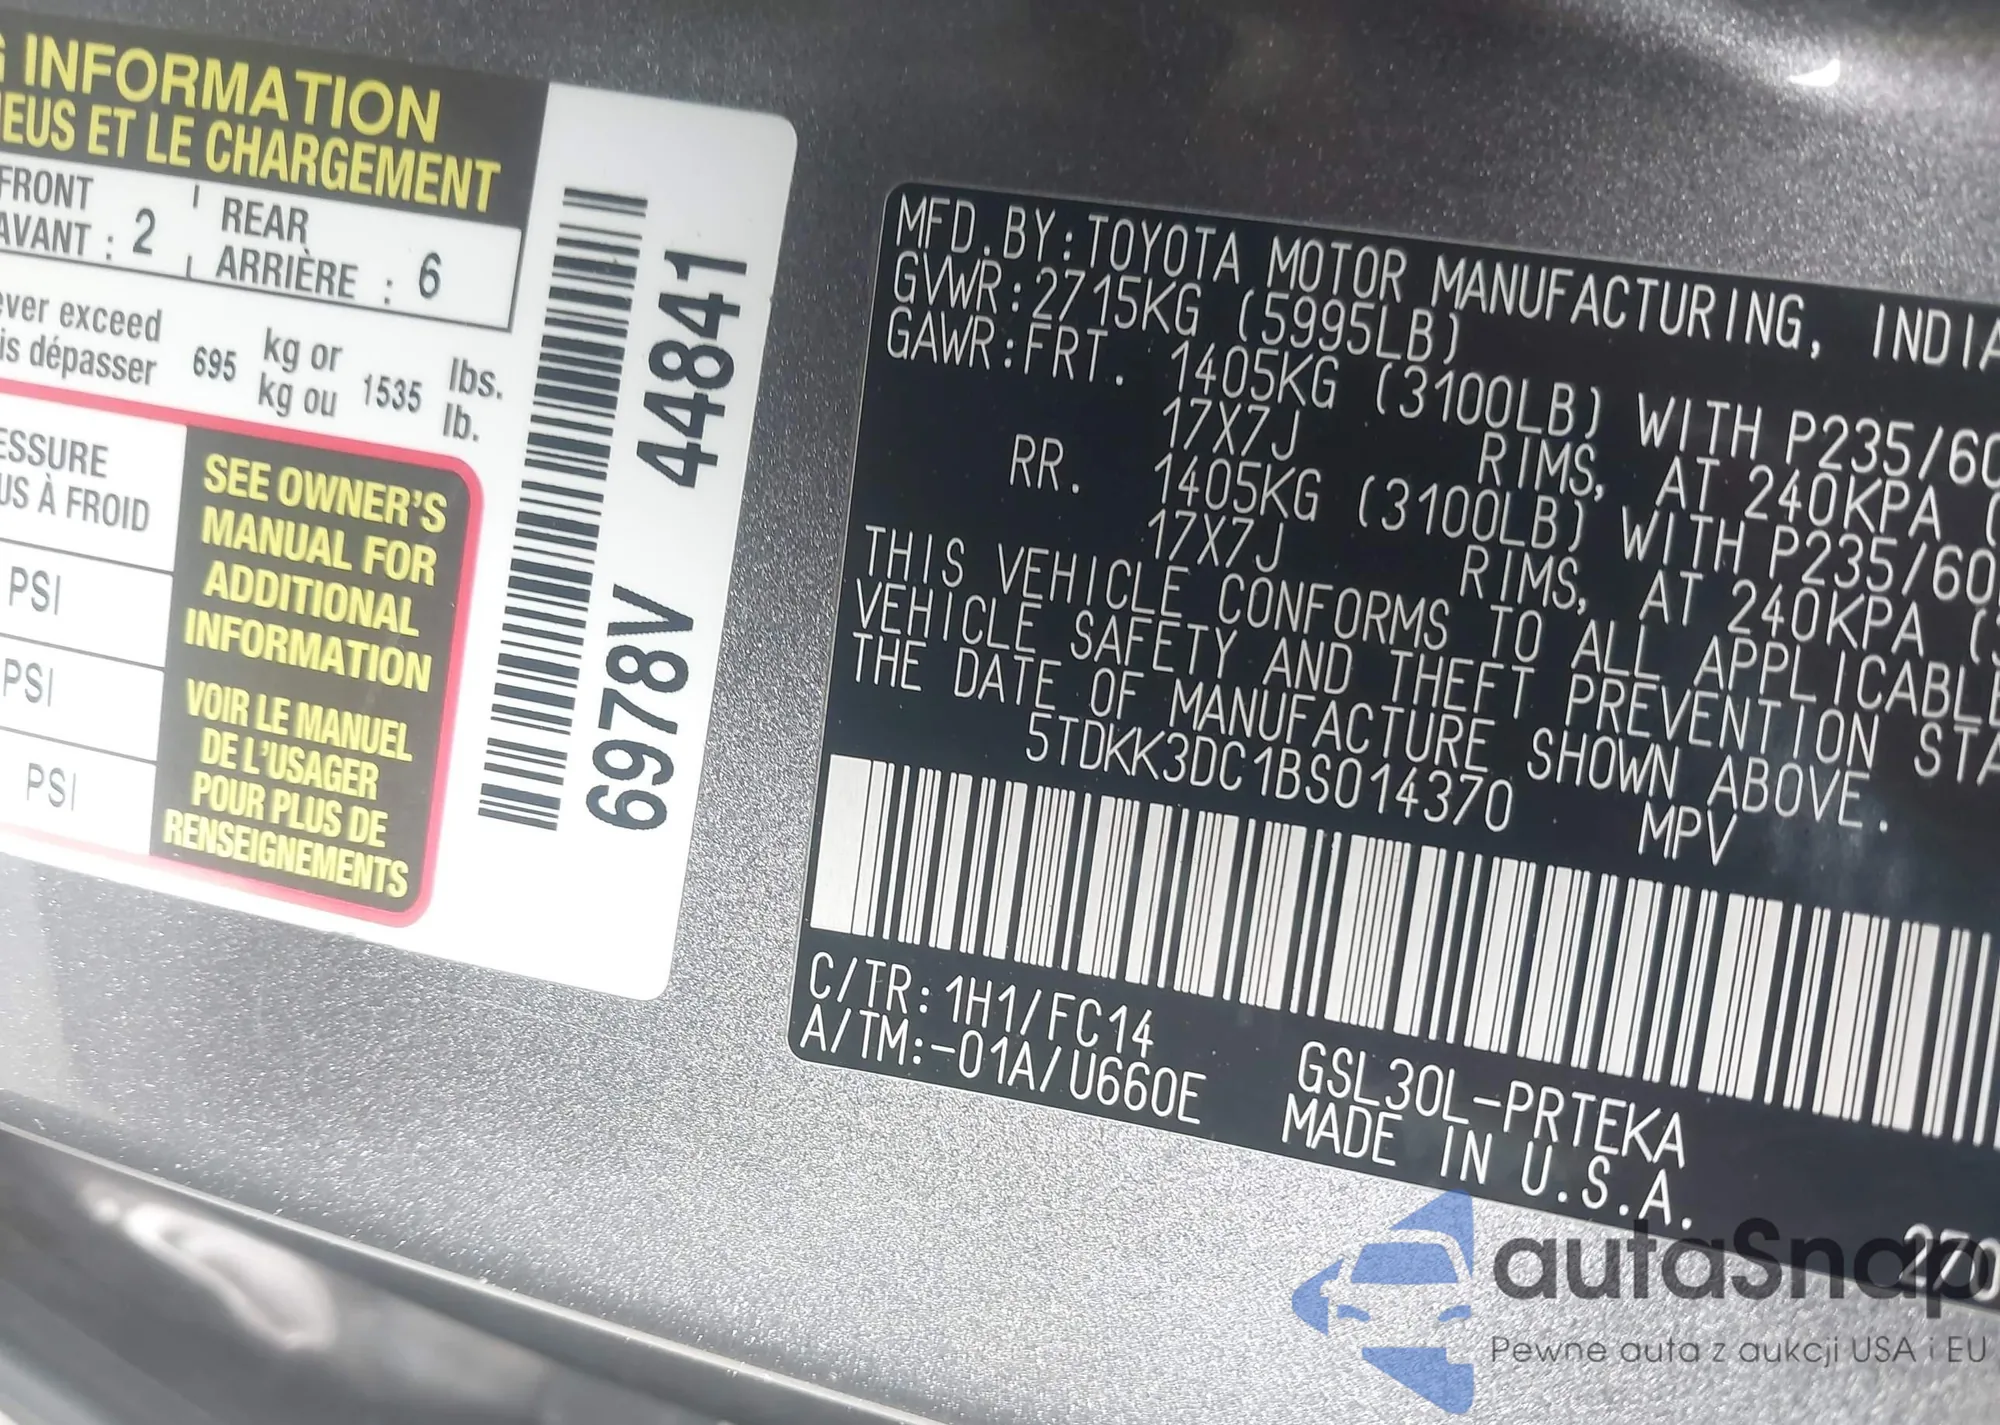 G INFORMATION
EUS ET LE CHARGEMENT
FRONT
AVANT : 2
REAR
ARRIÈRE : 6
ever exceed
is dépasser
695
kg or
kg ou
1535
lbs.
lb.
ESSURE
US À FROID
PSI
PSI
PSI
SEE OWNER'S
MANUAL FOR
ADDITIONAL
INFORMATION
VOIR LE MANUEL
DE L'USAGER
POUR PLUS DE
RENSEIGNEMENTS
6978V 44841
MFD.BY:TOYOTA MOTOR MANUFACTURING, INDIA
GVWR:2715KG (5995LB)
GAWR:FRT. 1405KG (3100LB) WITH P235/60
17X7J RIMS, AT 240KPA (
RR. 1405KG (3100LB) WITH P235/60
17X7J RIMS, AT 240KPA (3
THIS VEHICLE CONFORMS TO ALL APPLICABLE
VEHICLE SAFETY AND THEFT PREVENTION STA
THE DATE OF MANUFACTURE SHOWN ABOVE.
5TDKK3DC1BS014370 MPV
C/TR:1H1/FC14
A/TM:-01A/U660E
GSL30L-PRTEKA
MADE IN U.S.A.
270
autaSnap
Pewne auta z aukcji USA i EU